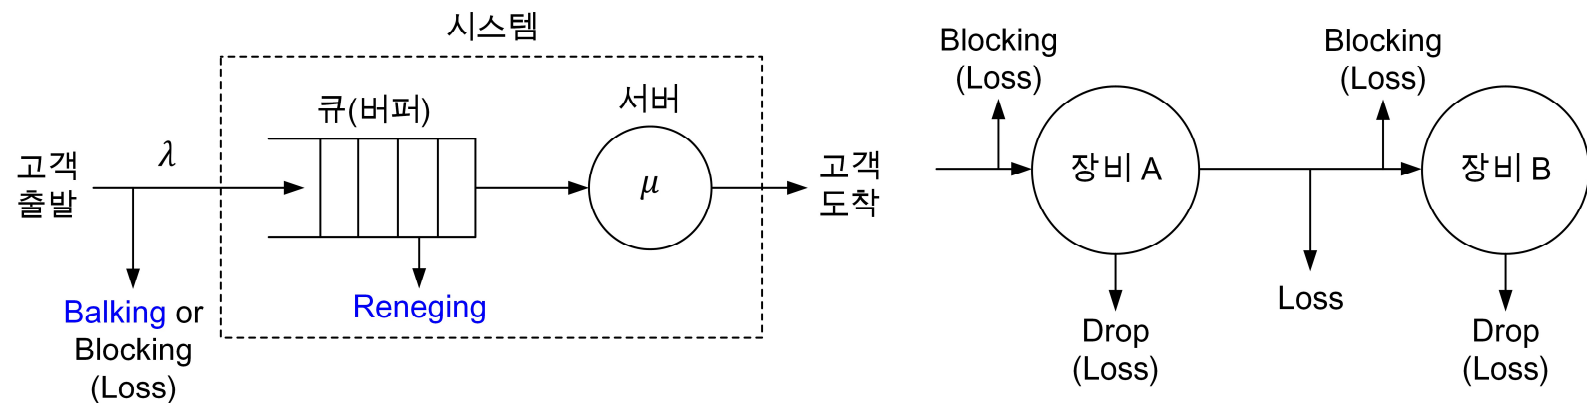 시스템
큐(버퍼)
서버
고객
출발
λ
μ
고객
도착
Balking or
Blocking
(Loss)
Reneging
Blocking
(Loss)
Blocking
(Loss)
장비 A
장비 B
Loss
Drop
(Loss)
Drop
(Loss)